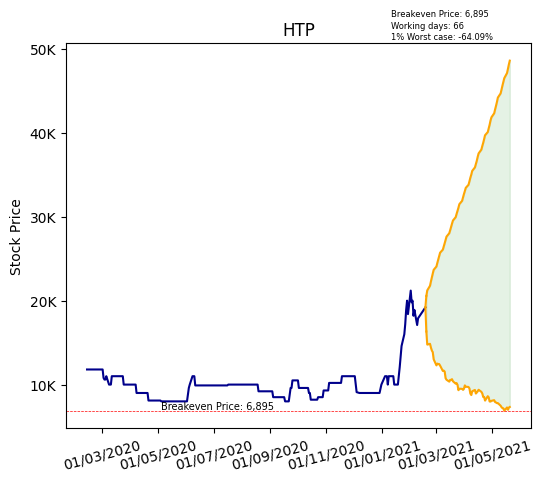 Breakeven Price: 6,895
Working days: 66
1% Worst case: -64.09%
HTP
50K
40K
30K
20K
10K
Stock Price
Breakeven Price: 6,895
01/03/2020
01/05/2020
01/07/2020
01/09/2020
01/11/2020
01/01/2021
01/03/2021
01/05/2021